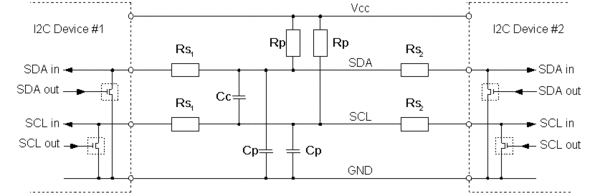 Vcc
I2C Device #1
I2C Device #2
Rp
Rp
Rs1
Rs2
SDA in
SDA
SDA in
SDA out
SDA out
Cc
Rs1
Rs2
SCL in
SCL
SCL in
SCL out
SCL out
Cp
Cp
GND